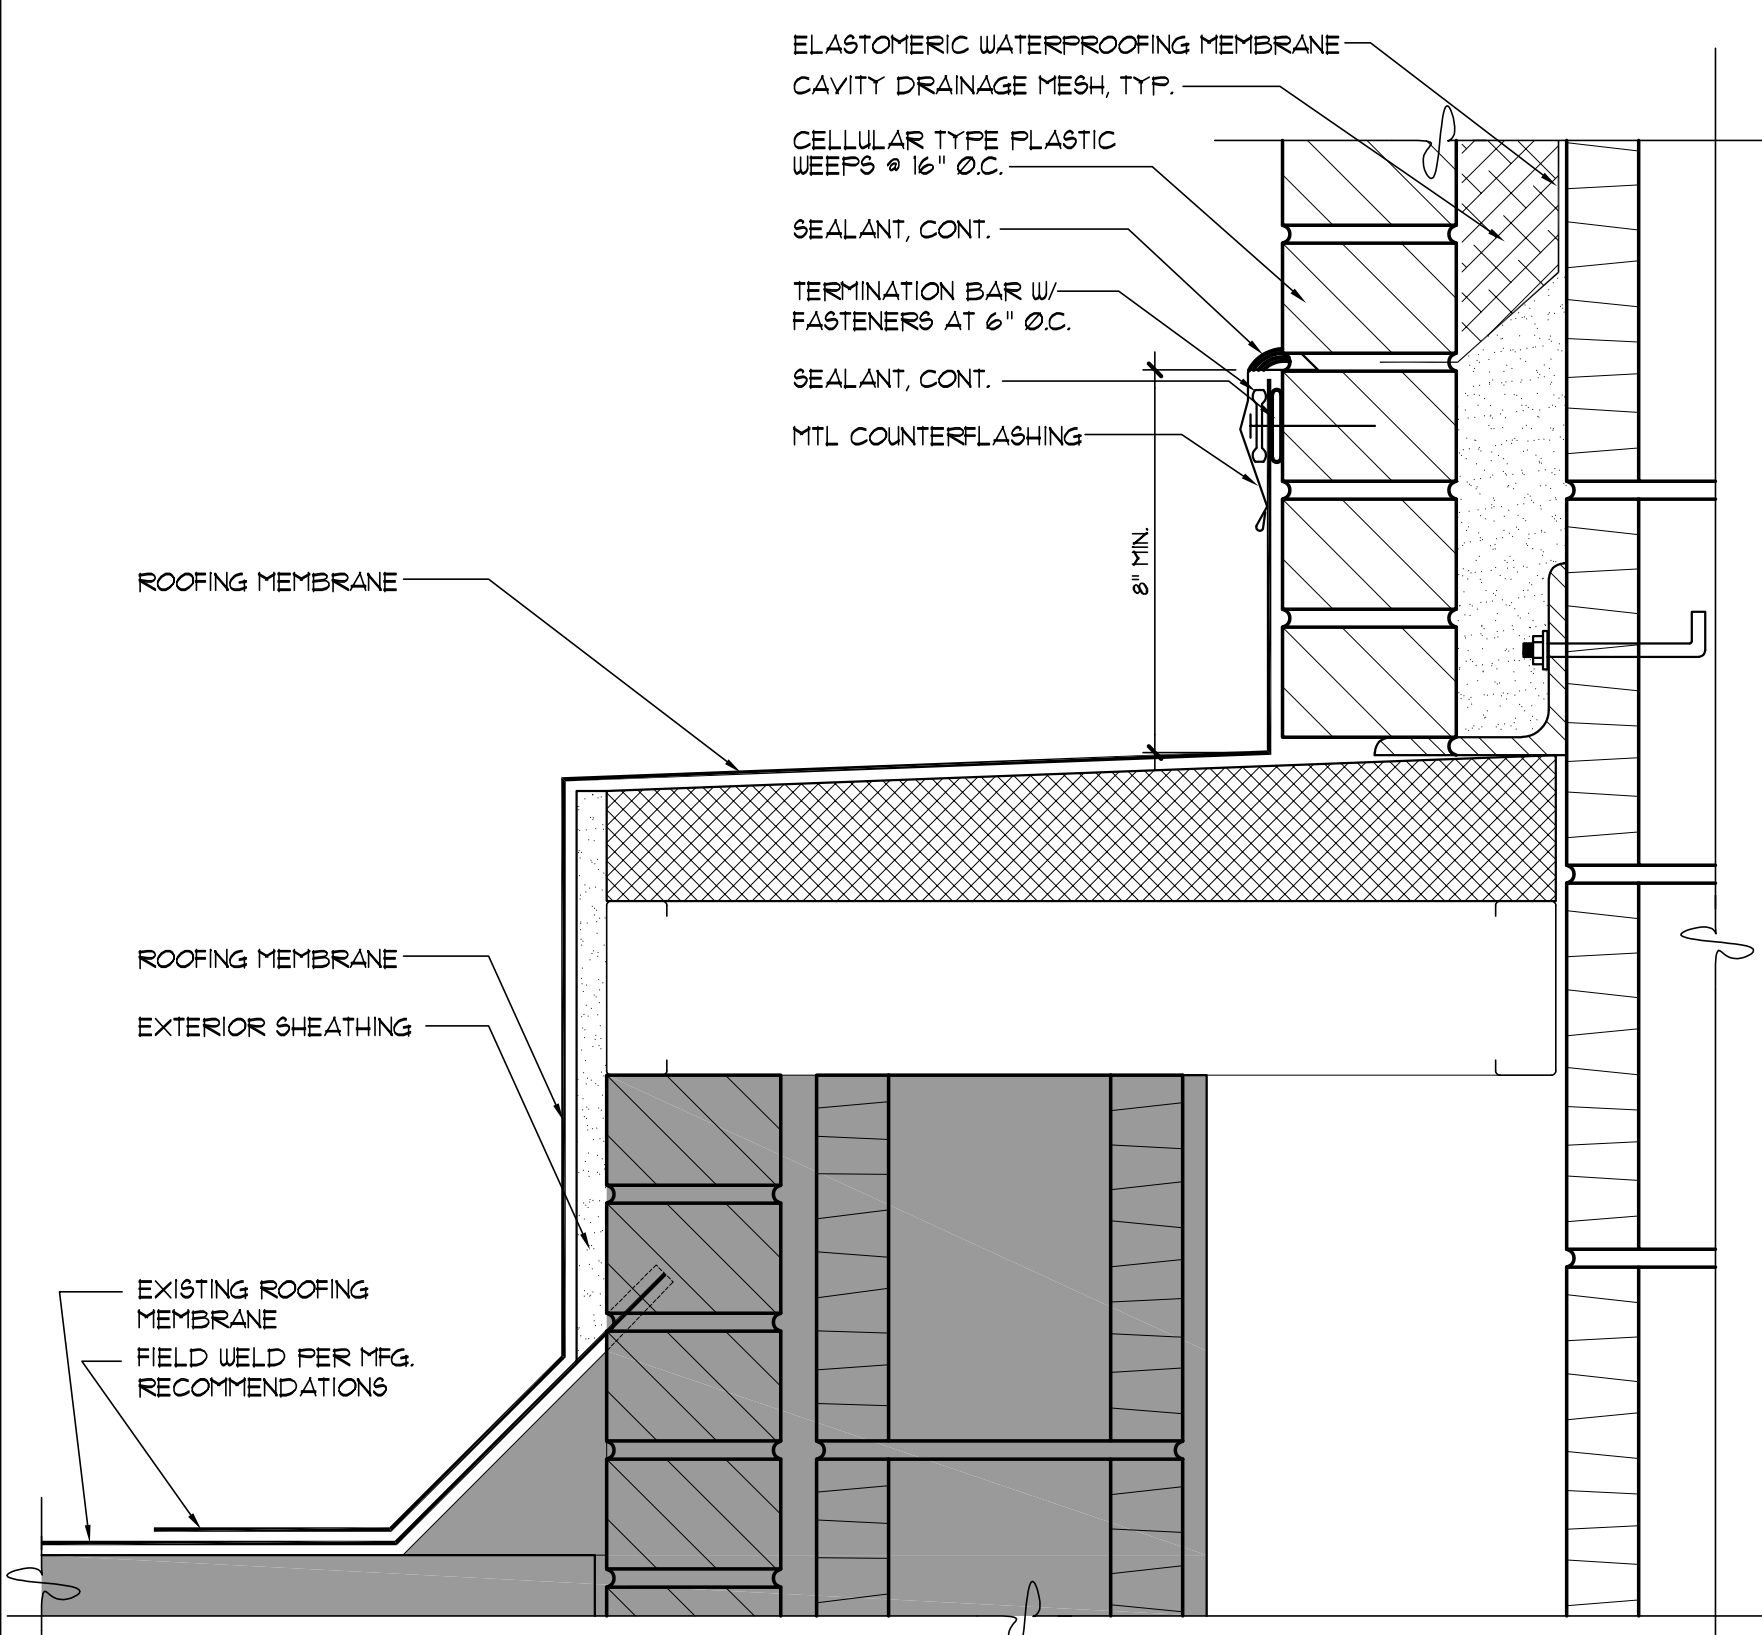 ELASTOMERIC WATERPROOFING MEMBRANE
CAVITY DRAINAGE MESH, TYP.
CELLULAR TYPE PLASTIC
WEEPS @ 16" O.C.
SEALANT, CONT.
TERMINATION BAR W/
FASTENERS AT 6" O.C.
SEALANT, CONT.
MTL COUNTERFLASHING
8" MIN.
ROOFING MEMBRANE
ROOFING MEMBRANE
EXTERIOR SHEATHING
EXISTING ROOFING
MEMBRANE
FIELD WELD PER MFG.
RECOMMENDATIONS